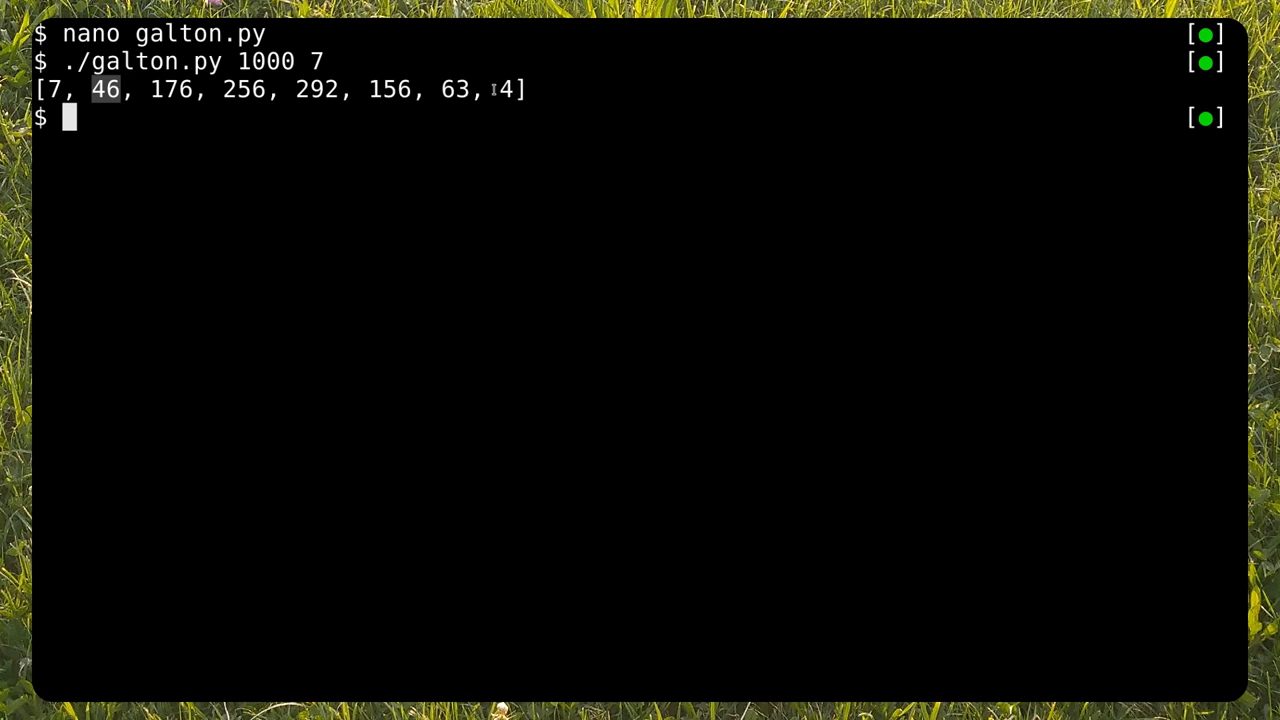 $ nano galton.py [●]
$ ./galton.py 1000 7 [●]
[7, 46, 176, 256, 292, 156, 63, 4]
$ [●]